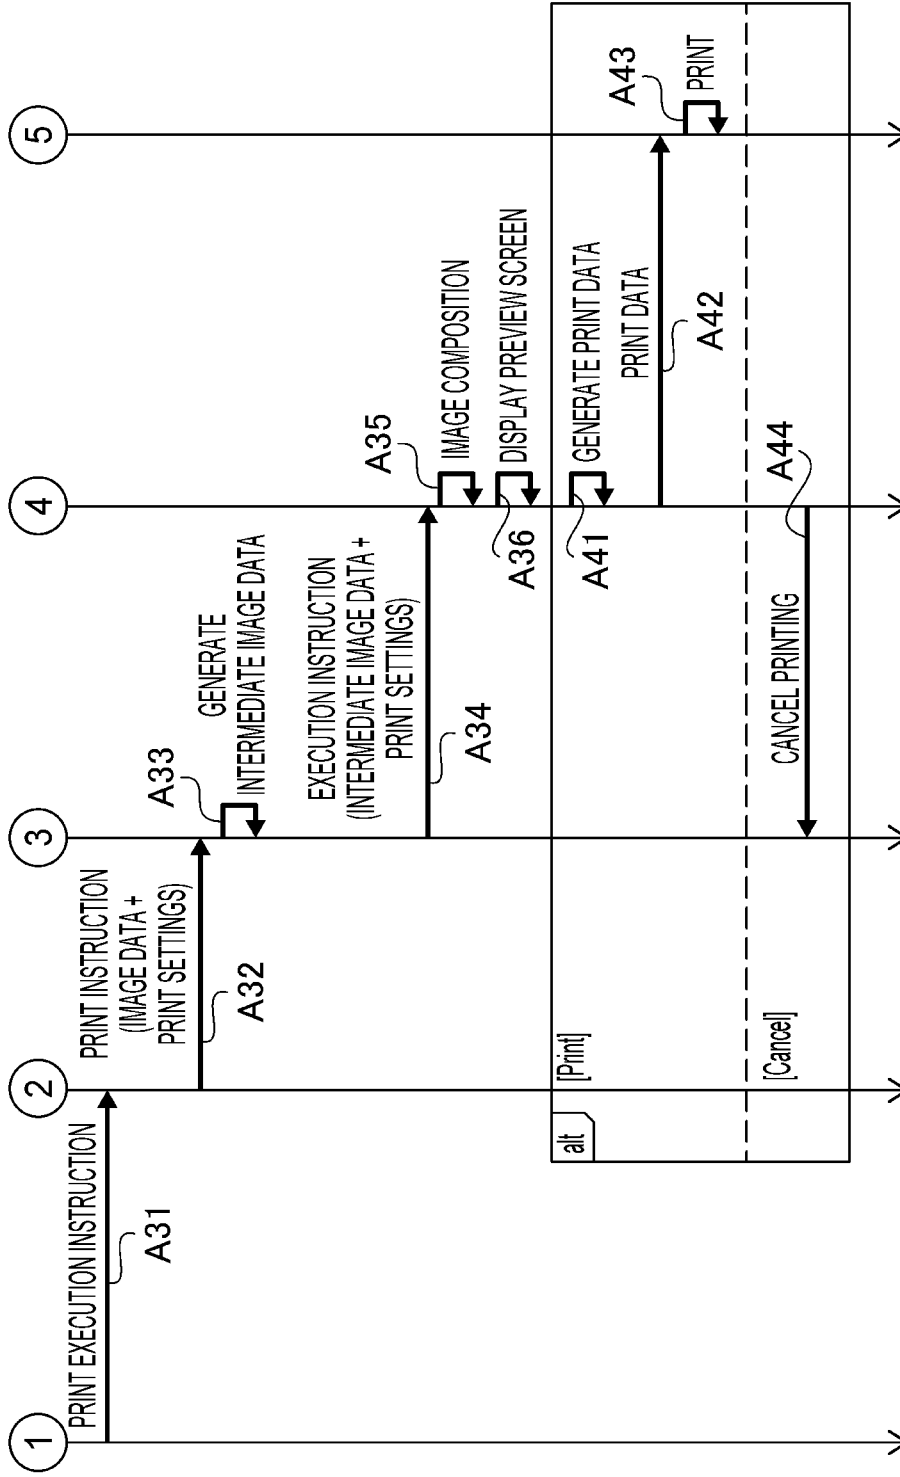 1
2
3
4
5
PRINT EXECUTION INSTRUCTION
A31
PRINT INSTRUCTION
(IMAGE DATA +
PRINT SETTINGS)
A32
A33
GENERATE
INTERMEDIATE IMAGE DATA
EXECUTION INSTRUCTION
(INTERMEDIATE IMAGE DATA +
PRINT SETTINGS)
A34
A35
IMAGE COMPOSITION
A36
DISPLAY PREVIEW SCREEN
alt
[Print]
A41
GENERATE PRINT DATA
PRINT DATA
A42
A43
PRINT
[Cancel]
CANCEL PRINTING
A44